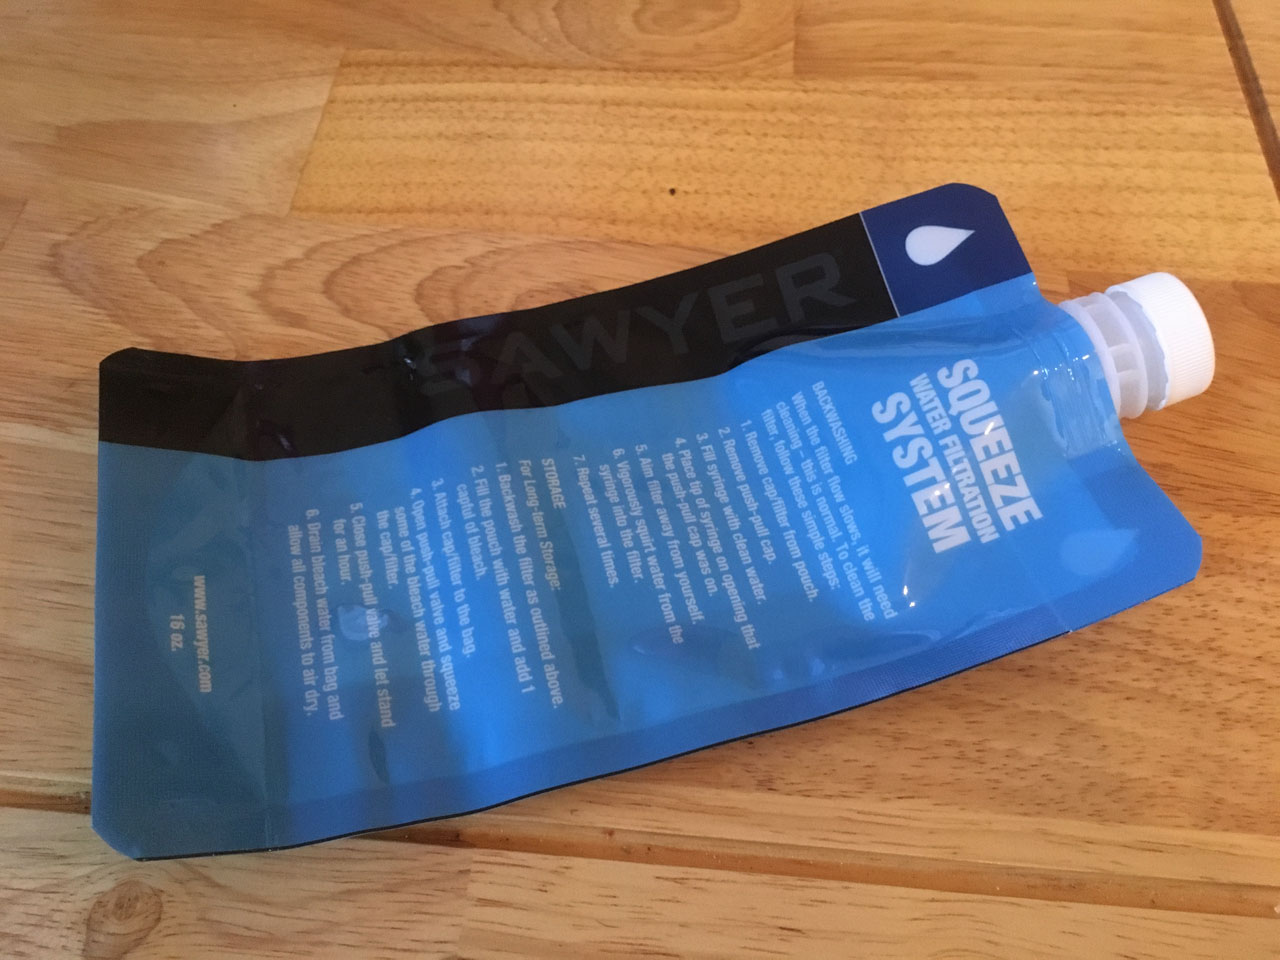 SAWYER
SQUEEZE
WATER FILTRATION
SYSTEM
BACKWASHING
When the filter flow slows, it will need
cleaning – this is normal. To clean the
filter, follow these simple steps:
1. Remove cap/filter from pouch.
2. Remove push-pull cap.
3. Fill syringe with clean water.
4. Place tip of syringe on opening that
the push-pull cap was on.
5. Aim filter away from yourself.
6. Vigorously squirt water from the
syringe into the filter.
7. Repeat several times.
STORAGE
For Long-term Storage:
1. Backwash the filter as outlined above.
2. Fill the pouch with water and add 1
capful of bleach.
3. Attach cap/filter to the bag.
4. Open push-pull valve and squeeze
some of the bleach water through
the cap/filter.
5. Close push-pull valve and let stand
for an hour.
6. Drain bleach water from bag and
allow all components to air dry.
www.sawyer.com
16 oz.